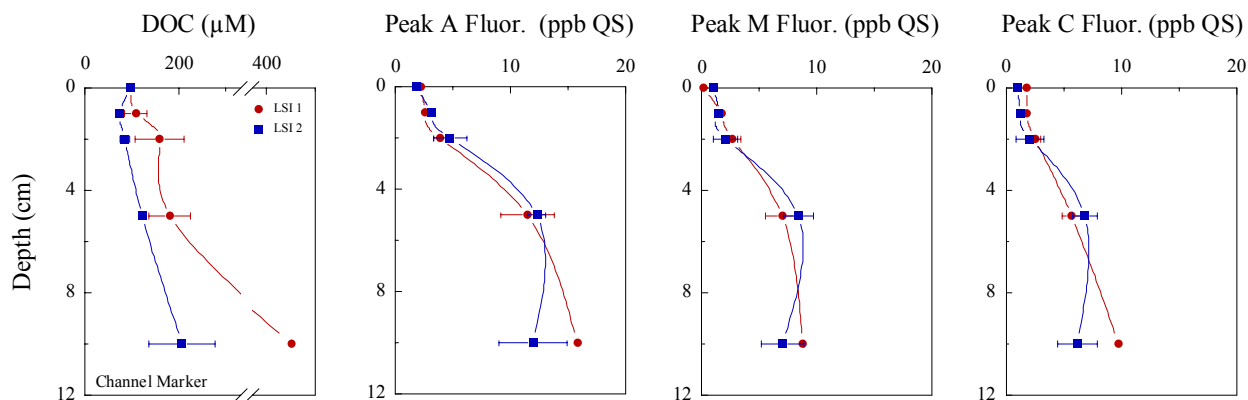 DOC (µM) Peak A Fluor. (ppb QS) Peak M Fluor. (ppb QS) Peak C Fluor. (ppb QS)
0 200 400 0 10 20 0 10 20 0 10 20
0 0 0 0
LSI 1
LSI 2
4 4 4 4
Depth (cm)
8 8 8 8
Channel Marker
12 12 12 12